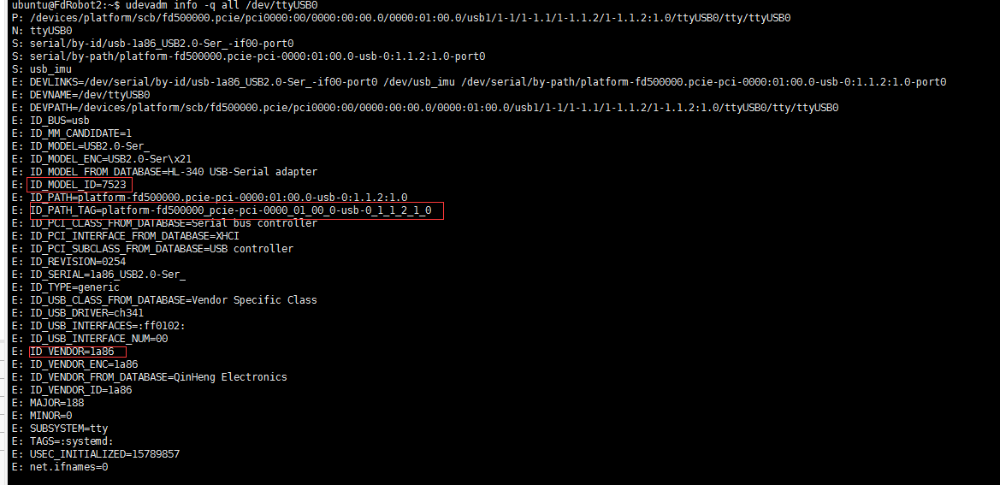 ubuntu@FdRobot2:~$ udevadm info -q all /dev/ttyUSB0
P: /devices/platform/scb/fd500000.pcie/pci0000:00/0000:00:00.0/0000:01:00.0/usb1/1-1/1-1.1/1-1.1.2/1-1.1.2:1.0/ttyUSB0/tty/ttyUSB0
N: ttyUSB0
S: serial/by-id/usb-1a86_USB2.0-Ser_-if00-port0
S: serial/by-path/platform-fd500000.pcie-pci-0000:01:00.0-usb-0:1.1.2:1.0-port0
S: usb_imu
E: DEVLINKS=/dev/serial/by-id/usb-1a86_USB2.0-Ser_-if00-port0 /dev/usb_imu /dev/serial/by-path/platform-fd500000.pcie-pci-0000:01:00.0-usb-0:1.1.2:1.0-port0
E: DEVNAME=/dev/ttyUSB0
E: DEVPATH=/devices/platform/scb/fd500000.pcie/pci0000:00/0000:00:00.0/0000:01:00.0/usb1/1-1/1-1.1/1-1.1.2/1-1.1.2:1.0/ttyUSB0/tty/ttyUSB0
E: ID_BUS=usb
E: ID_MM_CANDIDATE=1
E: ID_MODEL=USB2.0-Ser_
E: ID_MODEL_ENC=USB2.0-Ser\x21
E: ID_MODEL_FROM_DATABASE=HL-340 USB-Serial adapter
E: ID_MODEL_ID=7523
E: ID_PATH=platform-fd500000.pcie-pci-0000:01:00.0-usb-0:1.1.2:1.0
E: ID_PATH_TAG=platform-fd500000_pcie-pci-0000_01_00_0-usb-0_1_1_2_1_0
E: ID_PCI_CLASS_FROM_DATABASE=Serial bus controller
E: ID_PCI_INTERFACE_FROM_DATABASE=XHCI
E: ID_PCI_SUBCLASS_FROM_DATABASE=USB controller
E: ID_REVISION=0254
E: ID_SERIAL=1a86_USB2.0-Ser_
E: ID_TYPE=generic
E: ID_USB_CLASS_FROM_DATABASE=Vendor Specific Class
E: ID_USB_DRIVER=ch341
E: ID_USB_INTERFACES=:ff0102:
E: ID_USB_INTERFACE_NUM=00
E: ID_VENDOR=1a86
E: ID_VENDOR_ENC=1a86
E: ID_VENDOR_FROM_DATABASE=QinHeng Electronics
E: ID_VENDOR_ID=1a86
E: MAJOR=188
E: MINOR=0
E: SUBSYSTEM=tty
E: TAGS=:systemd:
E: USEC_INITIALIZED=15789857
E: net.ifnames=0